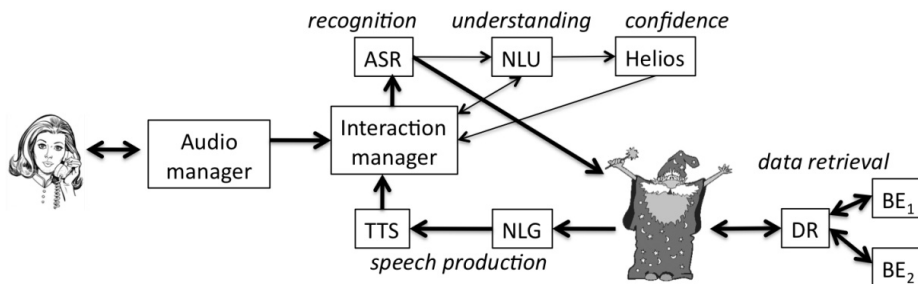 recognition understanding confidence
ASR NLU Helios
Audio manager
Interaction manager
data retrieval
BE1
TTS NLG DR
speech production
BE2